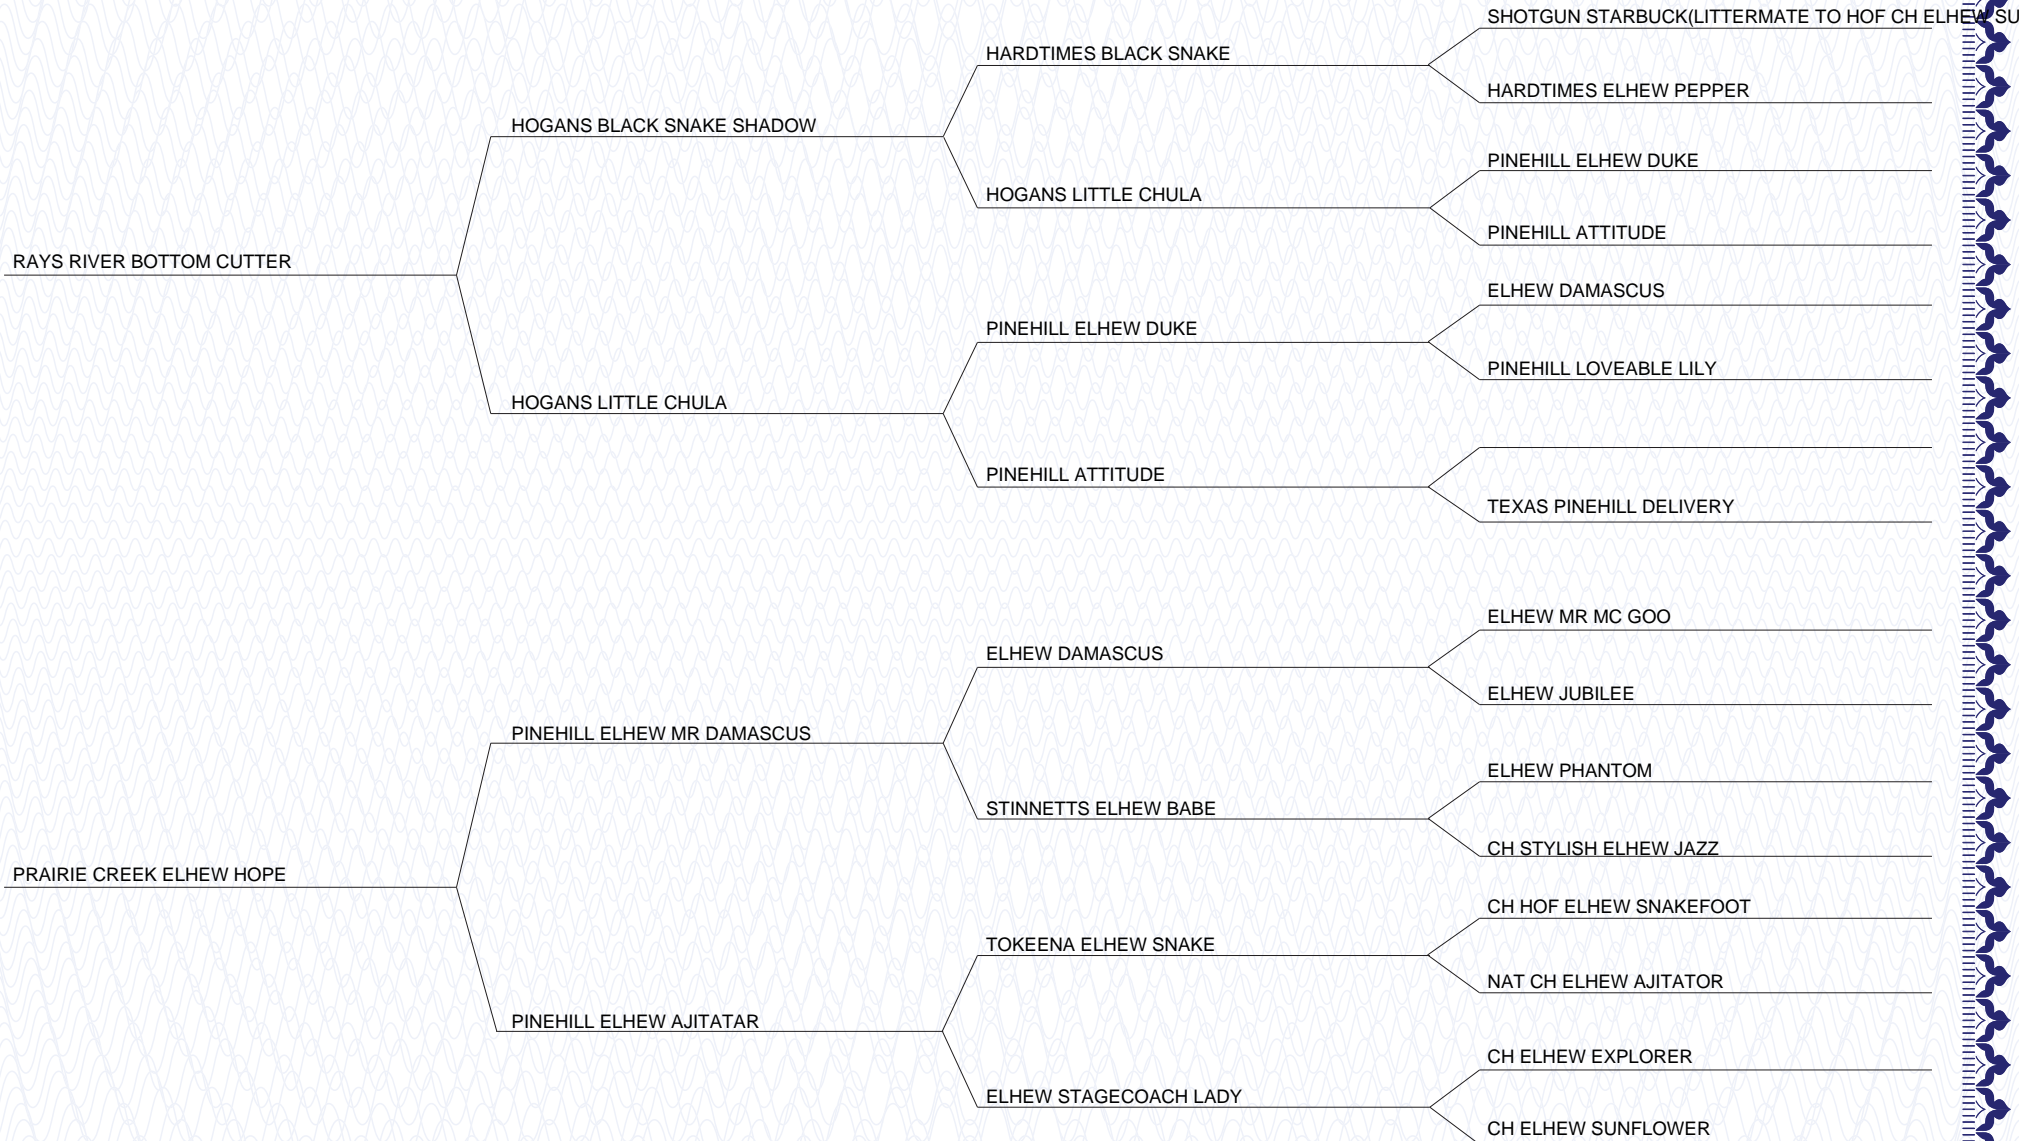 SHOTGUN STARBUCK(LITTERMATE TO HOF CH ELHEW SU
HARDTIMES BLACK SNAKE
HARDTIMES ELHEW PEPPER
HOGANS BLACK SNAKE SHADOW
PINEHILL ELHEW DUKE
HOGANS LITTLE CHULA
PINEHILL ATTITUDE
RAYS RIVER BOTTOM CUTTER
ELHEW DAMASCUS
PINEHILL ELHEW DUKE
PINEHILL LOVEABLE LILY
HOGANS LITTLE CHULA
PINEHILL ATTITUDE
TEXAS PINEHILL DELIVERY
ELHEW MR MC GOO
ELHEW DAMASCUS
ELHEW JUBILEE
PINEHILL ELHEW MR DAMASCUS
ELHEW PHANTOM
STINNETTS ELHEW BABE
CH STYLISH ELHEW JAZZ
PRAIRIE CREEK ELHEW HOPE
CH HOF ELHEW SNAKEFOOT
TOKEENA ELHEW SNAKE
NAT CH ELHEW AJITATOR
PINEHILL ELHEW AJITATAR
CH ELHEW EXPLORER
ELHEW STAGECOACH LADY
CH ELHEW SUNFLOWER